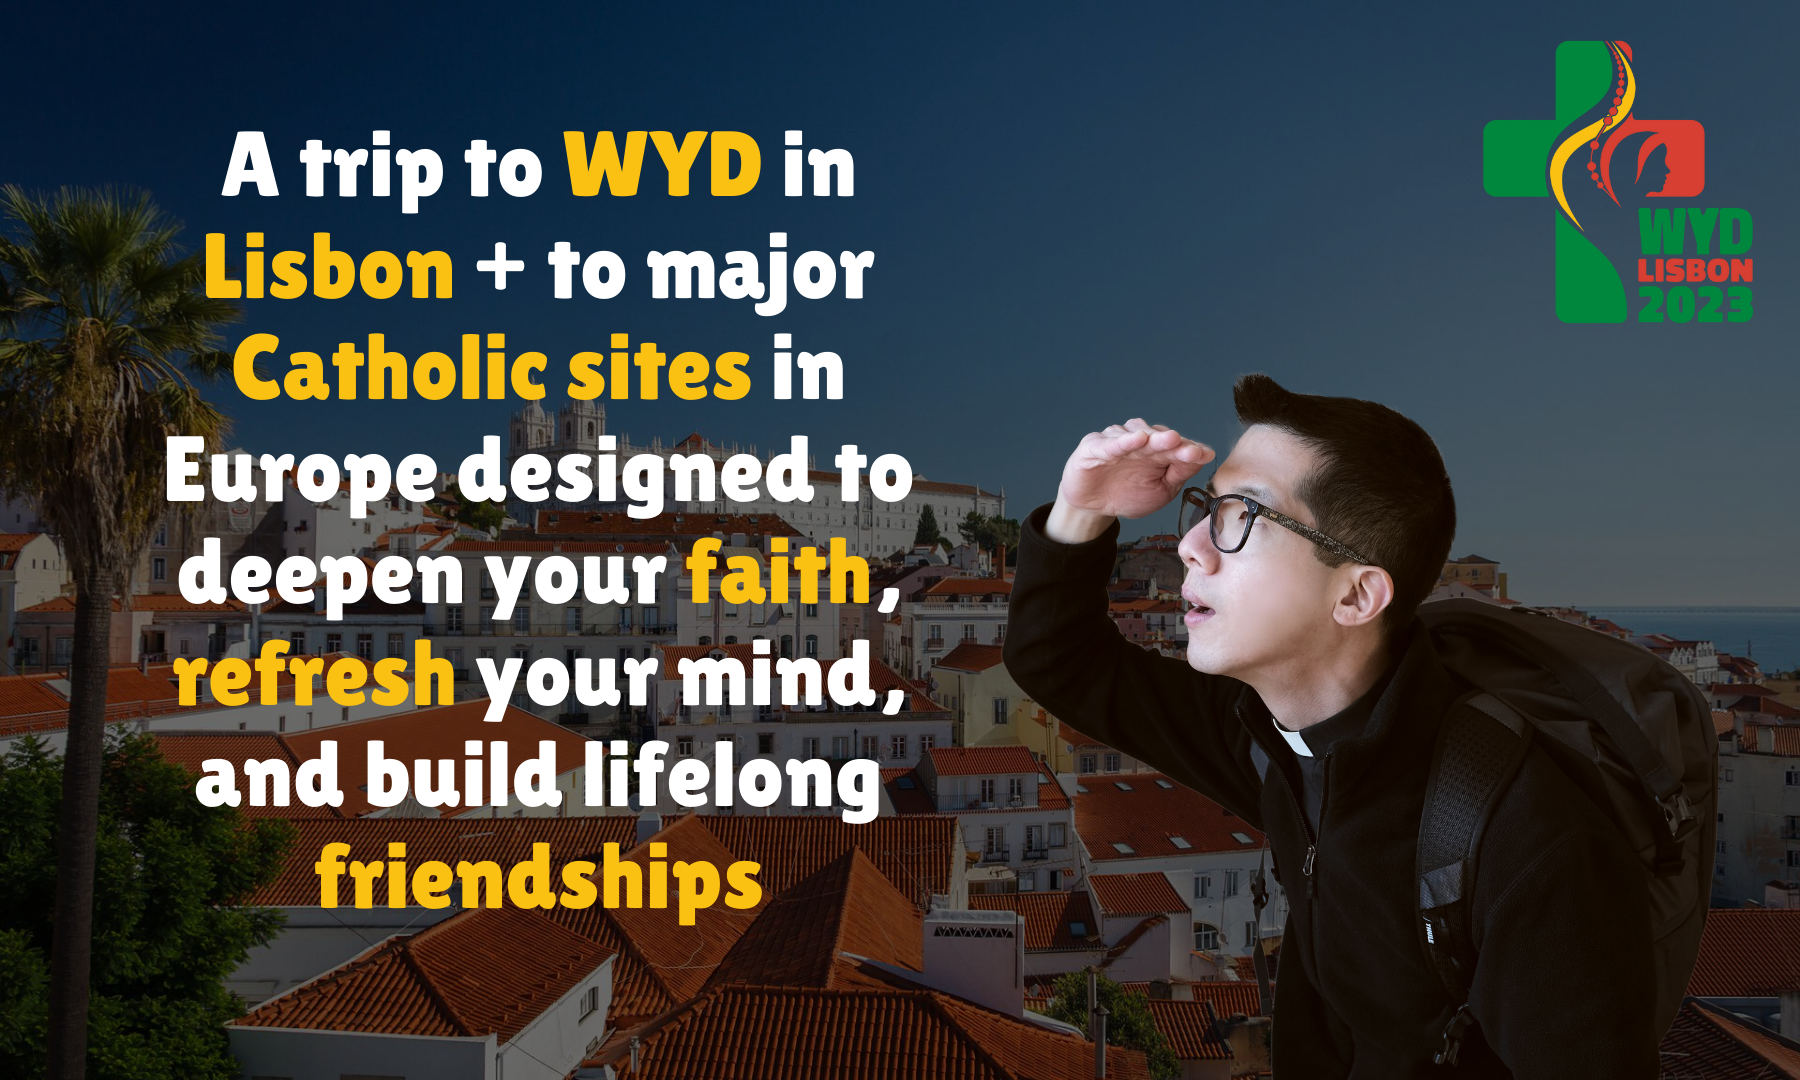 A trip to WYD in
Lisbon + to major
Catholic sites in
Europe designed to
deepen your faith,
refresh your mind,
and build lifelong
friendships
WYD
LISBON
2023
THULE